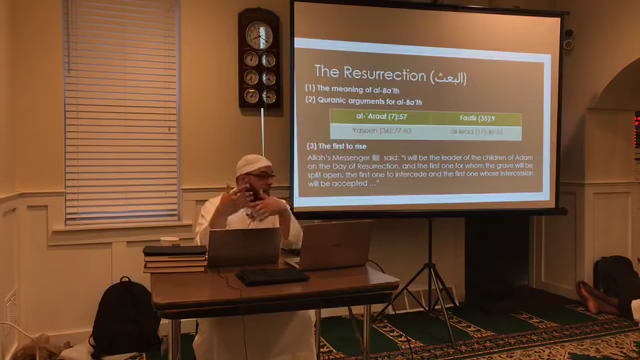 The Resurrection (البعث)
(1) The meaning of al-Ba'th
(2) Quranic arguments for al-Ba'th
al-`Araaf (7):57
Faatir (35):9
Yaaseen (36):77-83
(3) The first to rise
Allah's Messenger ﷺ said: "I will be the leader of the children of Adam
on the Day of Resurrection, and the first one for whom the grave will be
split open, the first one to intercede and the first one whose intercession
will be accepted …"